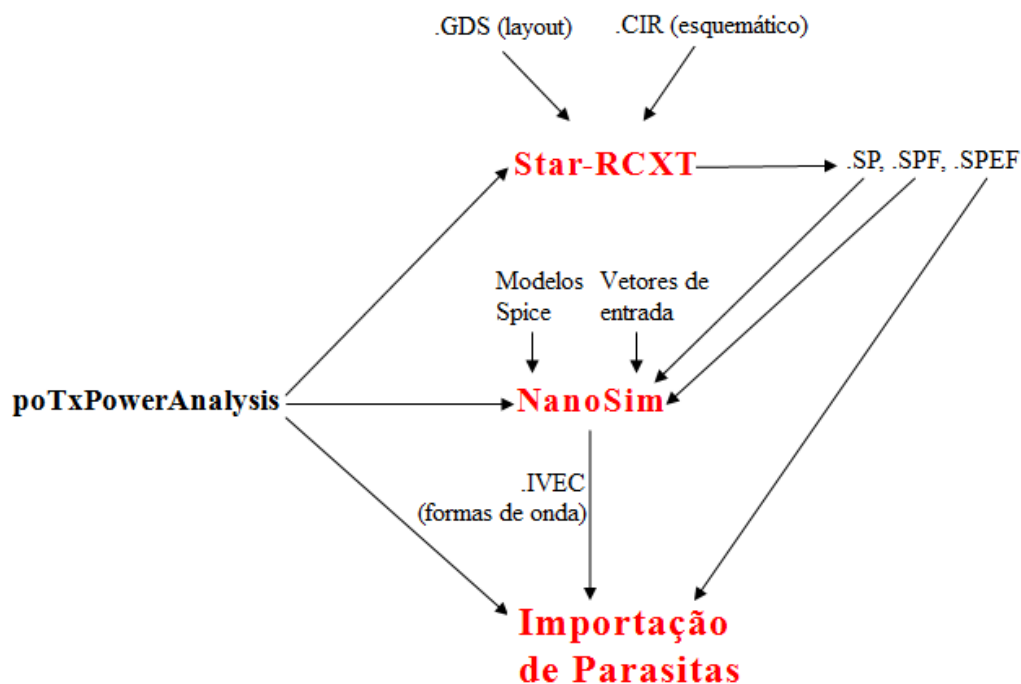 .GDS (layout)
.CIR (esquemático)
Star-RCXT
.SP, .SPF, .SPEF
Modelos
Spice
Vetores de
entrada
poTxPowerAnalysis
NanoSim
.IVEC
(formas de onda)
Importação
de Parasitas